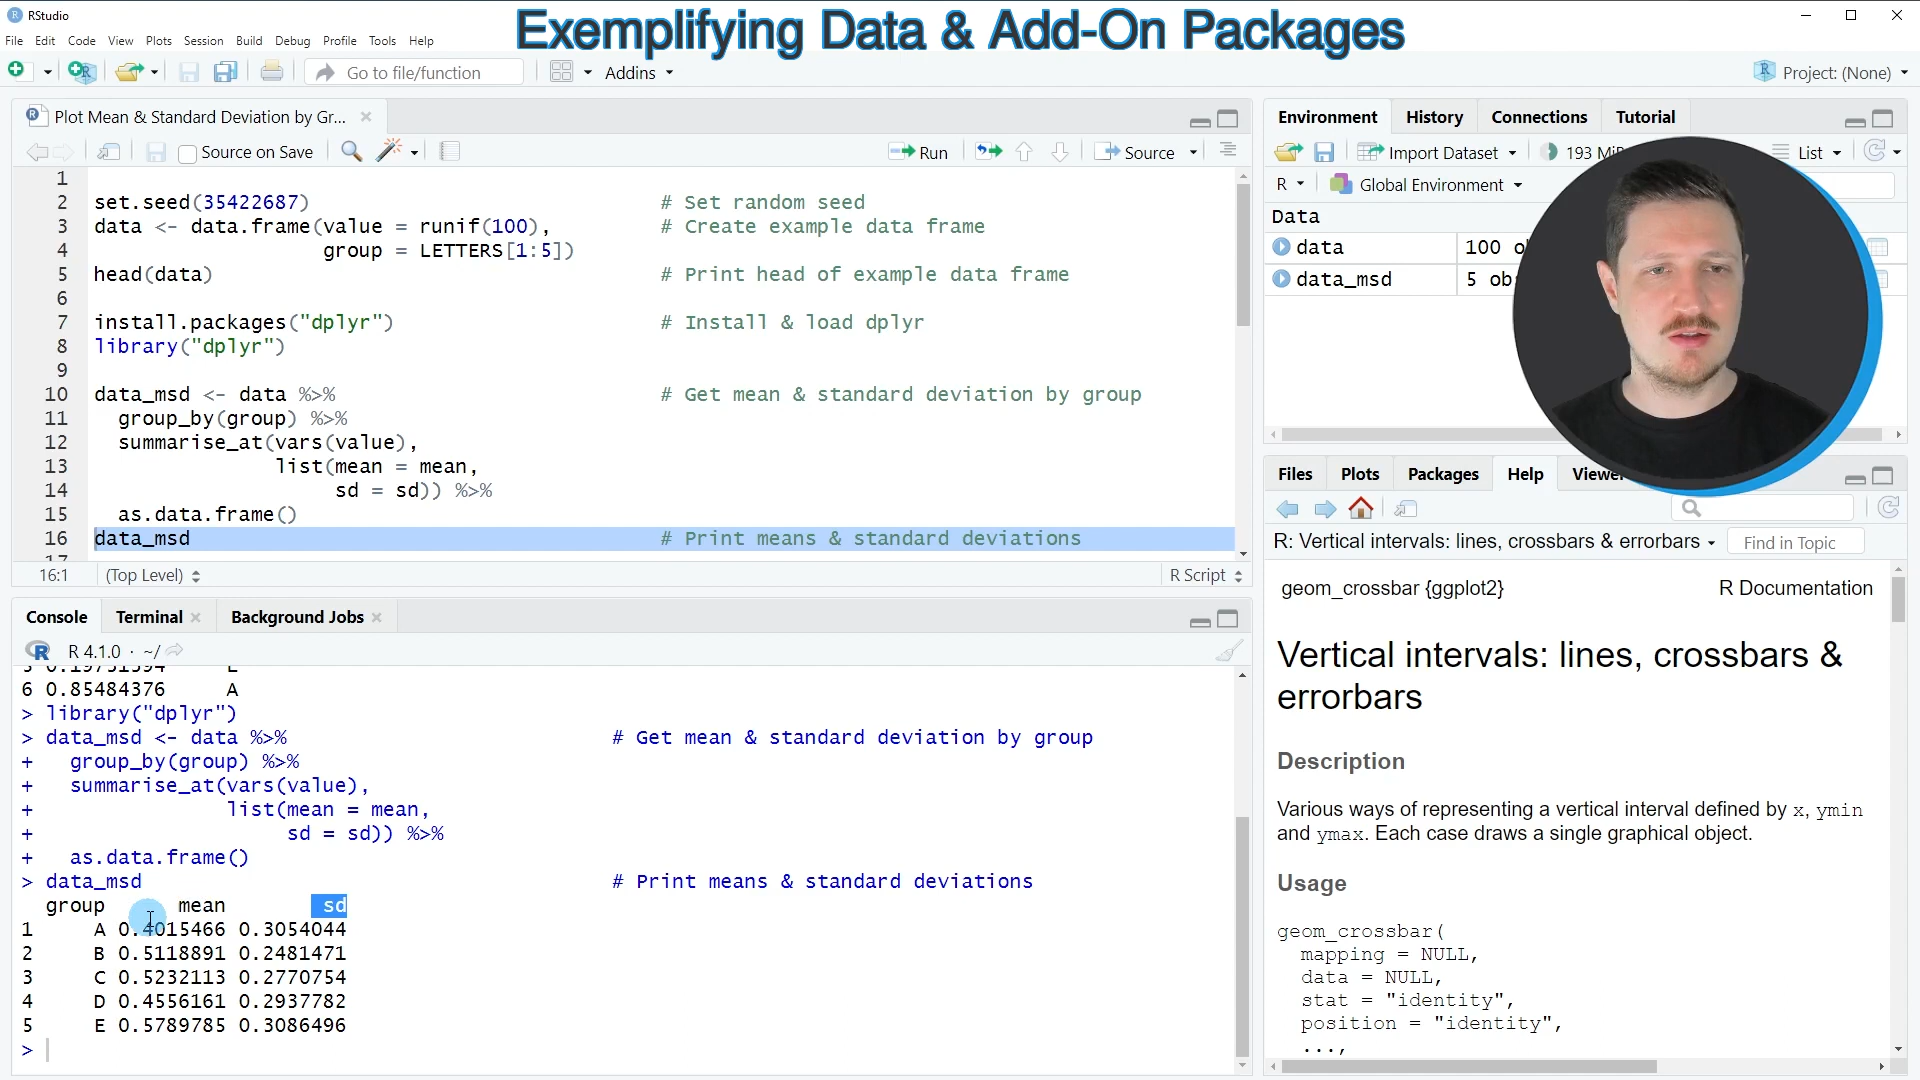 RStudio
Exemplifying Data & Add-On Packages
File Edit Code View Plots Session Build Debug Profile Tools Help
Go to file/function
Addins
Project: (None)
Plot Mean & Standard Deviation by Gr...
Source on Save
Run
Source
1
2 set.seed(35422687) # Set random seed
3 data <- data.frame(value = runif(100), # Create example data frame
4 group = LETTERS[1:5])
5 head(data) # Print head of example data frame
6
7 install.packages("dplyr") # Install & load dplyr
8 library("dplyr")
9
10 data_msd <- data %>% # Get mean & standard deviation by group
11 group_by(group) %>%
12 summarise_at(vars(value),
13 list(mean = mean,
14 sd = sd)) %>%
15 as.data.frame()
16 data_msd # Print means & standard deviations
17
16:1 (Top Level) R Script
Console Terminal Background Jobs
R 4.1.0 · ~/
6 0.85484376 A
> library("dplyr")
> data_msd <- data %>% # Get mean & standard deviation by group
+ group_by(group) %>%
+ summarise_at(vars(value),
+ list(mean = mean,
+ sd = sd)) %>%
+ as.data.frame()
> data_msd # Print means & standard deviations
group mean sd
1 A 0.4015466 0.3054044
2 B 0.5118891 0.2481471
3 C 0.5232113 0.2770754
4 D 0.4556161 0.2937782
5 E 0.5789785 0.3086496
>
Environment History Connections Tutorial
Import Dataset 193 MiB List
R Global Environment
Data
data 100 o
data_msd 5 ob
Files Plots Packages Help Viewer
R: Vertical intervals: lines, crossbars & errorbars Find in Topic
geom_crossbar {ggplot2} R Documentation
Vertical intervals: lines, crossbars &
errorbars
Description
Various ways of representing a vertical interval defined by x, ymin
and ymax. Each case draws a single graphical object.
Usage
geom_crossbar(
mapping = NULL,
data = NULL,
stat = "identity",
position = "identity",
...,